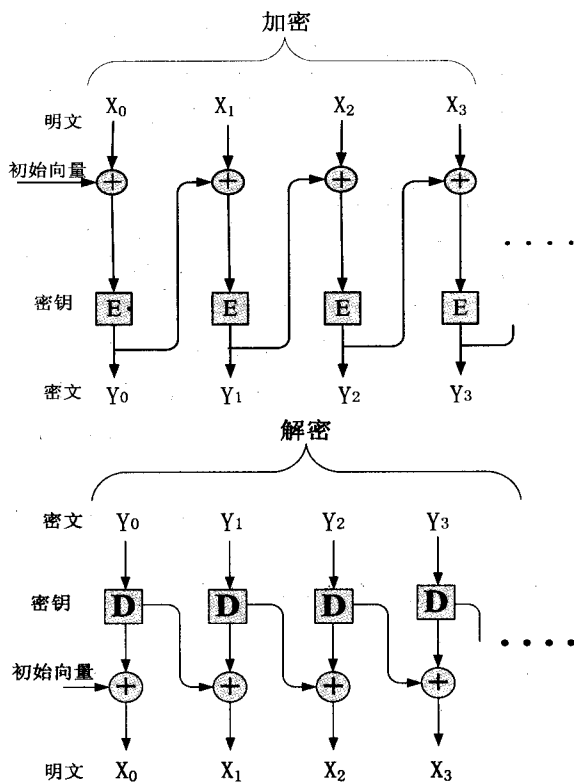 加密
明文 X0 X1 X2 X3
初始向量 + + + +
密钥 E E E E
密文 Y0 Y1 Y2 Y3
解密
密文 Y0 Y1 Y2 Y3
密钥 D D D D
初始向量 + + + +
明文 X0 X1 X2 X3